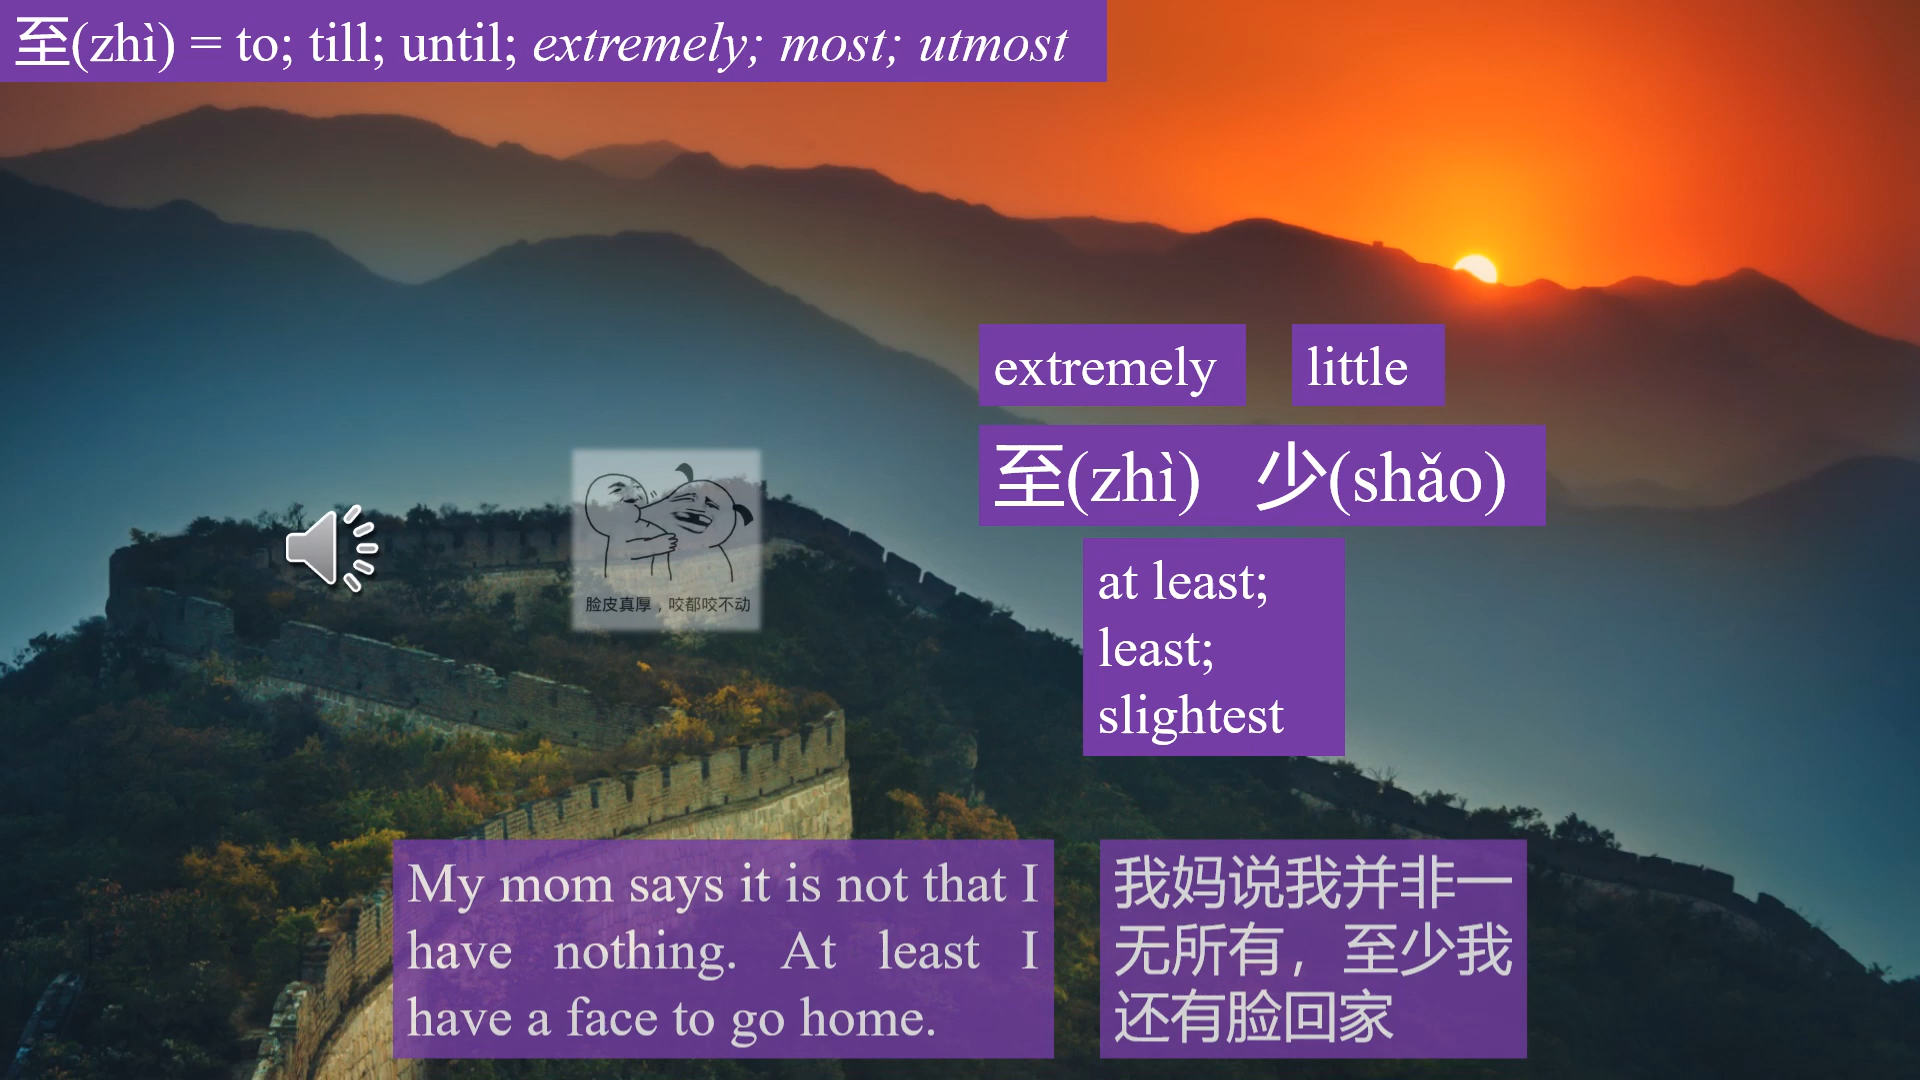 至(zhì) = to; till; until; extremely; most; utmost
extremely little
至(zhì) 少(shǎo)
at least;
least;
slightest
脸皮真厚，咬都咬不动
My mom says it is not that I
have nothing. At least I
have a face to go home.
我妈说我并非一
无所有，至少我
还有脸回家